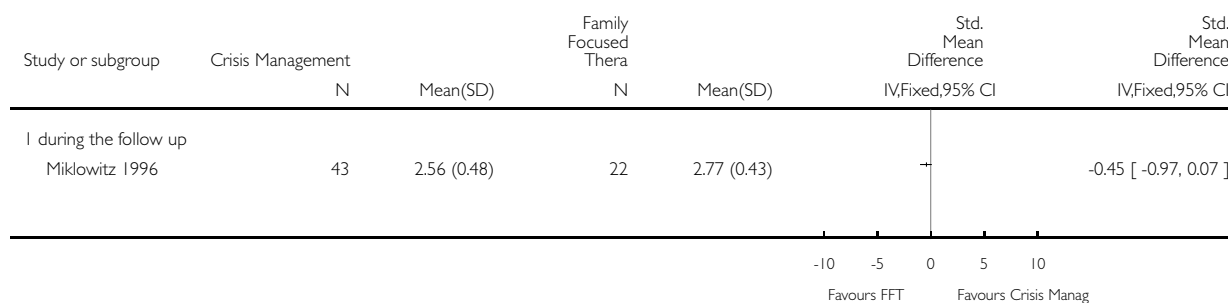 Study or subgroup Crisis Management Family Focused Thera Std. Mean Difference Std. Mean Difference
N Mean(SD) N Mean(SD) IV,Fixed,95% CI IV,Fixed,95% CI
1 during the follow up
Miklowitz 1996 43 2.56 (0.48) 22 2.77 (0.43) -0.45 [ -0.97, 0.07 ]
-10 -5 0 5 10
Favours FFT Favours Crisis Manag